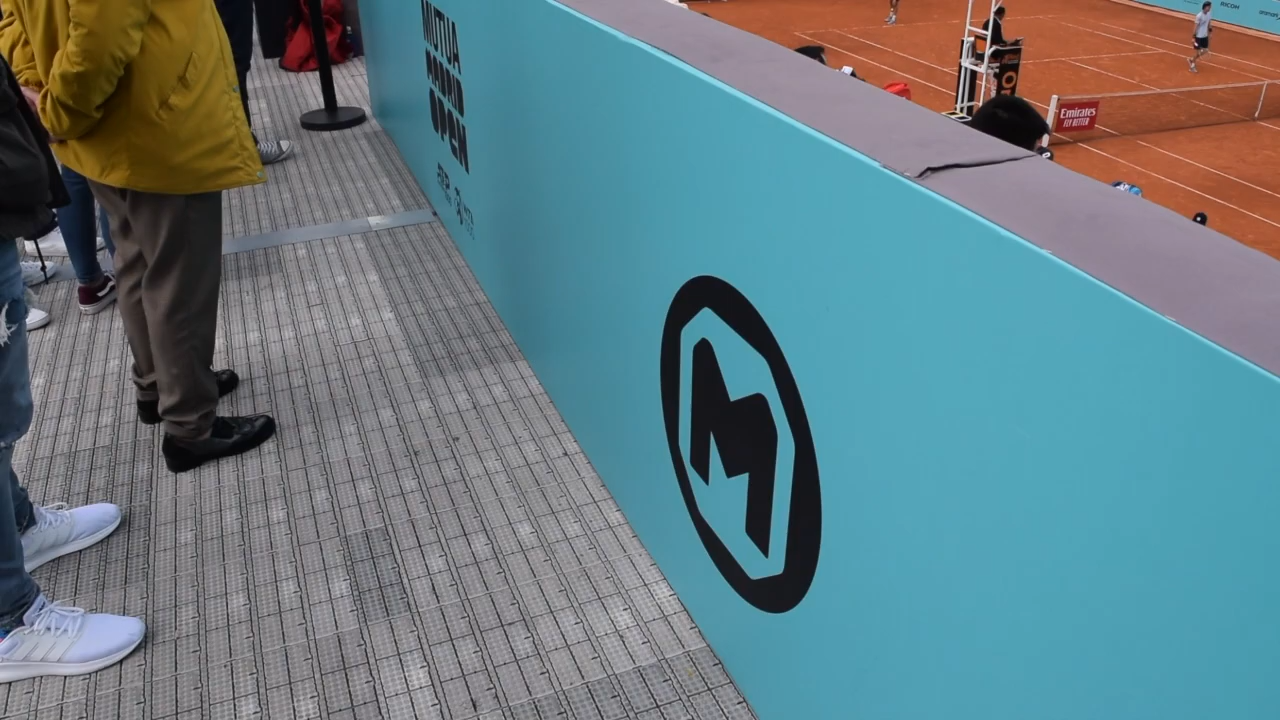 MUTUA
MADRID
OPEN
M
Emirates
FLY BETTER
RICOH